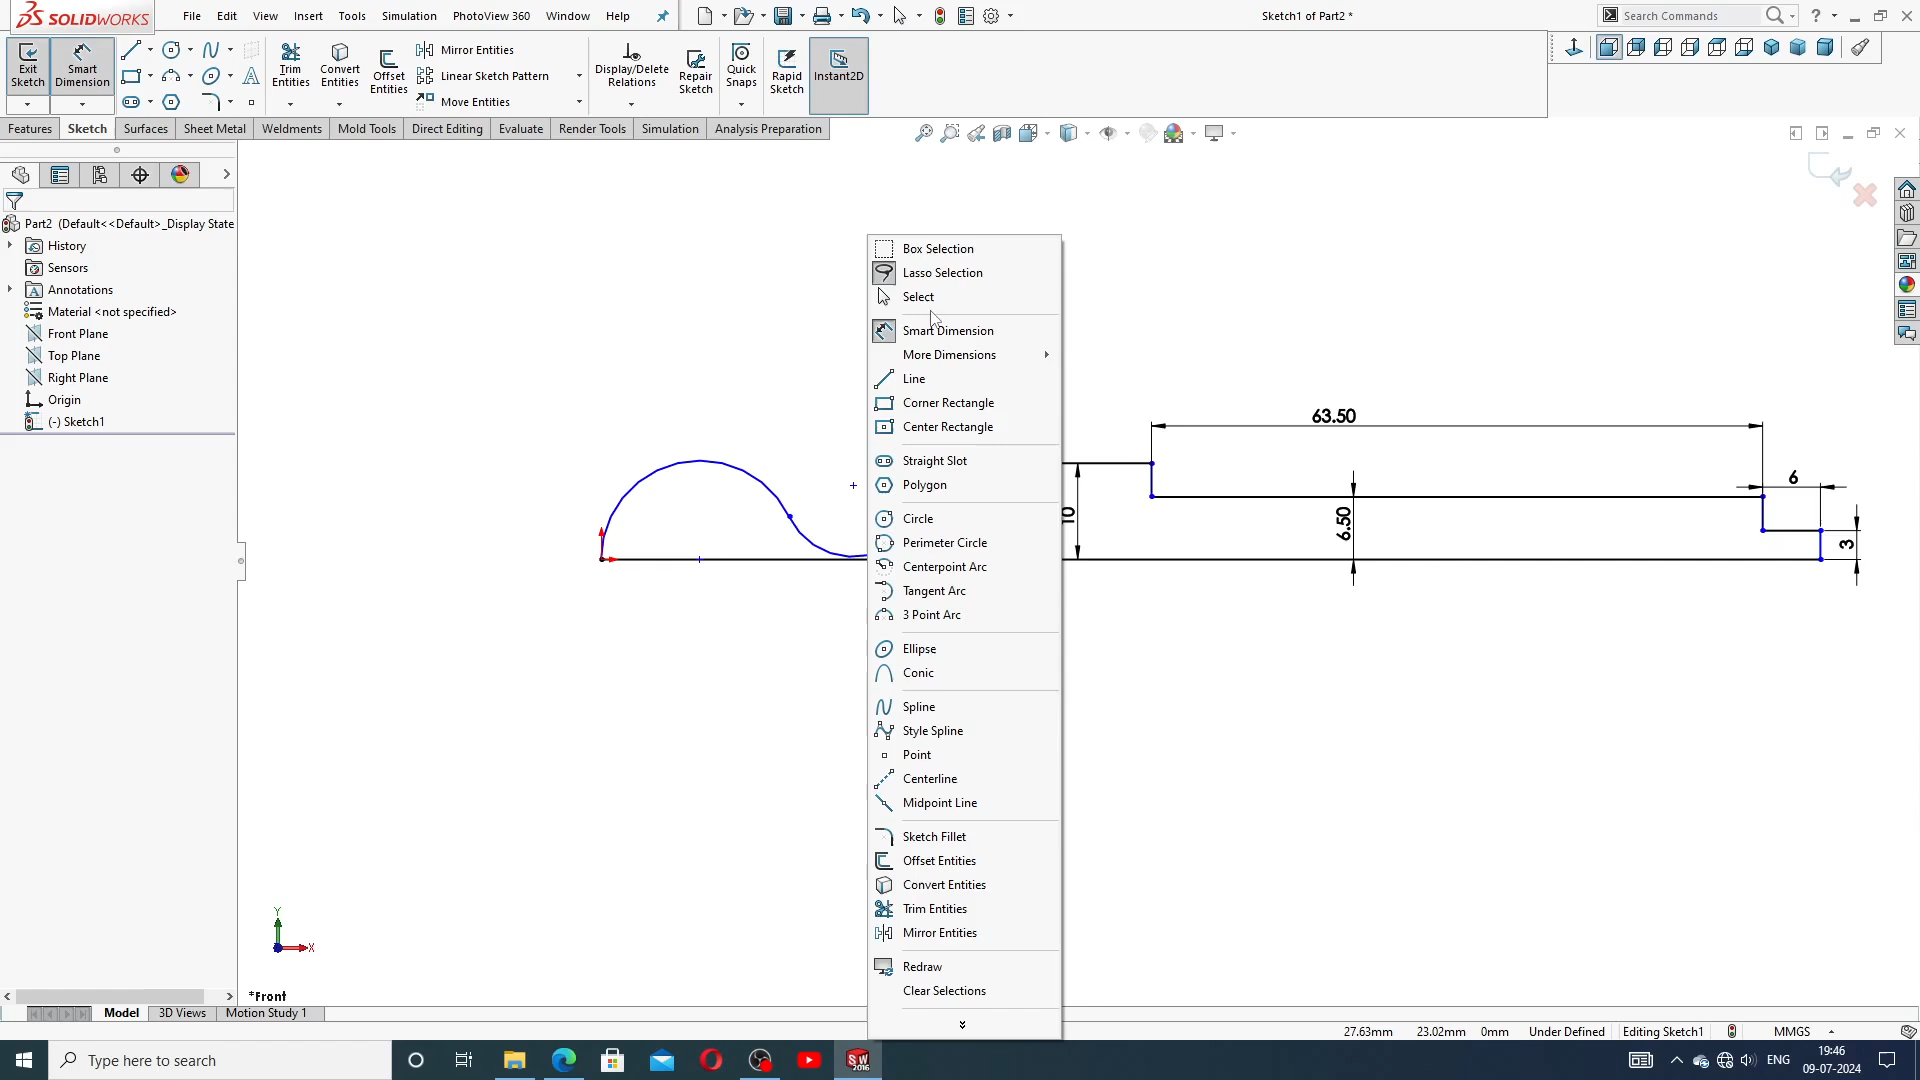 SOLIDWORKS
File Edit View Insert Tools Simulation PhotoView 360 Window Help
Sketch1 of Part2 *
Search Commands
Exit Sketch
Smart Dimension
Trim Entities
Convert Entities
Offset Entities
Mirror Entities
Linear Sketch Pattern
Move Entities
Display/Delete Relations
Repair Sketch
Quick Snaps
Rapid Sketch
Instant2D
Features Sketch Surfaces Sheet Metal Weldments Mold Tools Direct Editing Evaluate Render Tools Simulation Analysis Preparation
Part2 (Default<<Default>_Display State
History
Sensors
Annotations
Material <not specified>
Front Plane
Top Plane
Right Plane
Origin
(-) Sketch1
Box Selection
Lasso Selection
Select
Smart Dimension
More Dimensions
Line
Corner Rectangle
Center Rectangle
Straight Slot
Polygon
Circle
Perimeter Circle
Centerpoint Arc
Tangent Arc
3 Point Arc
Ellipse
Conic
Spline
Style Spline
Point
Centerline
Midpoint Line
Sketch Fillet
Offset Entities
Convert Entities
Trim Entities
Mirror Entities
Redraw
Clear Selections
63.50
6
10
6.50
3
Y
X
*Front
Model 3D Views Motion Study 1
27.63mm 23.02mm 0mm Under Defined Editing Sketch1 MMGS
Type here to search
SW
2016
ENG
19:46
09-07-2024